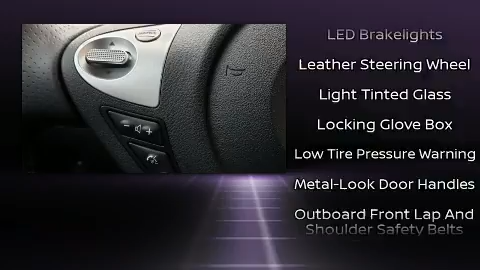 LED Brakelights
Leather Steering Wheel
Light Tinted Glass
Locking Glove Box
Low Tire Pressure Warning
Metal-Look Door Handles
Outboard Front Lap And
Shoulder Safety Belts